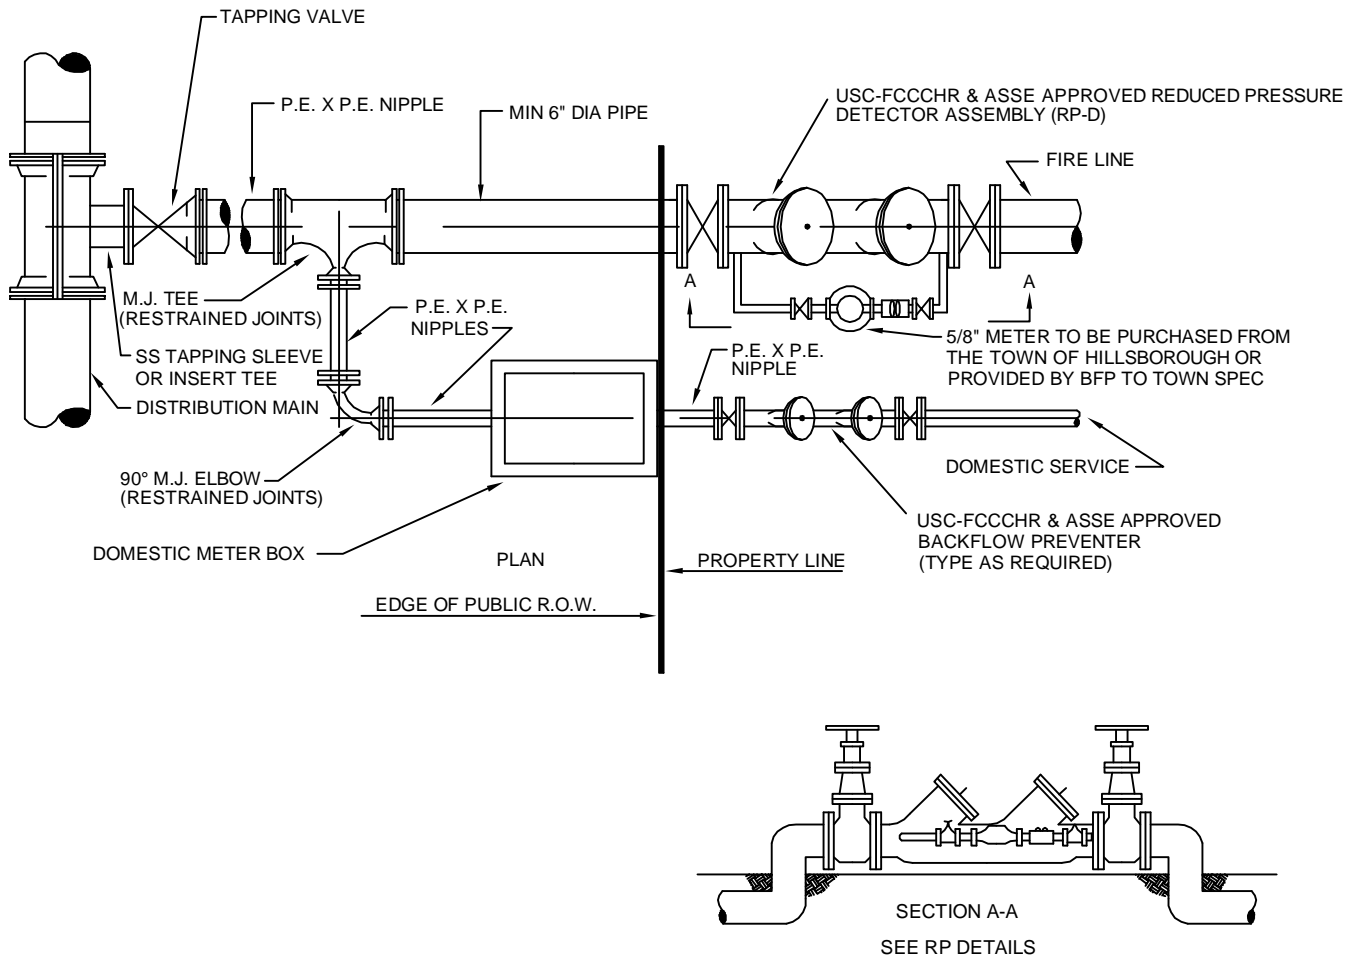 TAPPING VALVE
P.E. X P.E. NIPPLE
MIN 6" DIA PIPE
USC-FCCCHR & ASSE APPROVED REDUCED PRESSURE
DETECTOR ASSEMBLY (RP-D)
FIRE LINE
M.J. TEE
(RESTRAINED JOINTS)
P.E. X P.E.
NIPPLES
A
A
SS TAPPING SLEEVE
OR INSERT TEE
P.E. X P.E.
NIPPLE
5/8" METER TO BE PURCHASED FROM
THE TOWN OF HILLSBOROUGH OR
PROVIDED BY BFP TO TOWN SPEC
DISTRIBUTION MAIN
90° M.J. ELBOW
(RESTRAINED JOINTS)
DOMESTIC SERVICE
USC-FCCCHR & ASSE APPROVED
BACKFLOW PREVENTER
(TYPE AS REQUIRED)
DOMESTIC METER BOX
PLAN
PROPERTY LINE
EDGE OF PUBLIC R.O.W.
SECTION A-A
SEE RP DETAILS